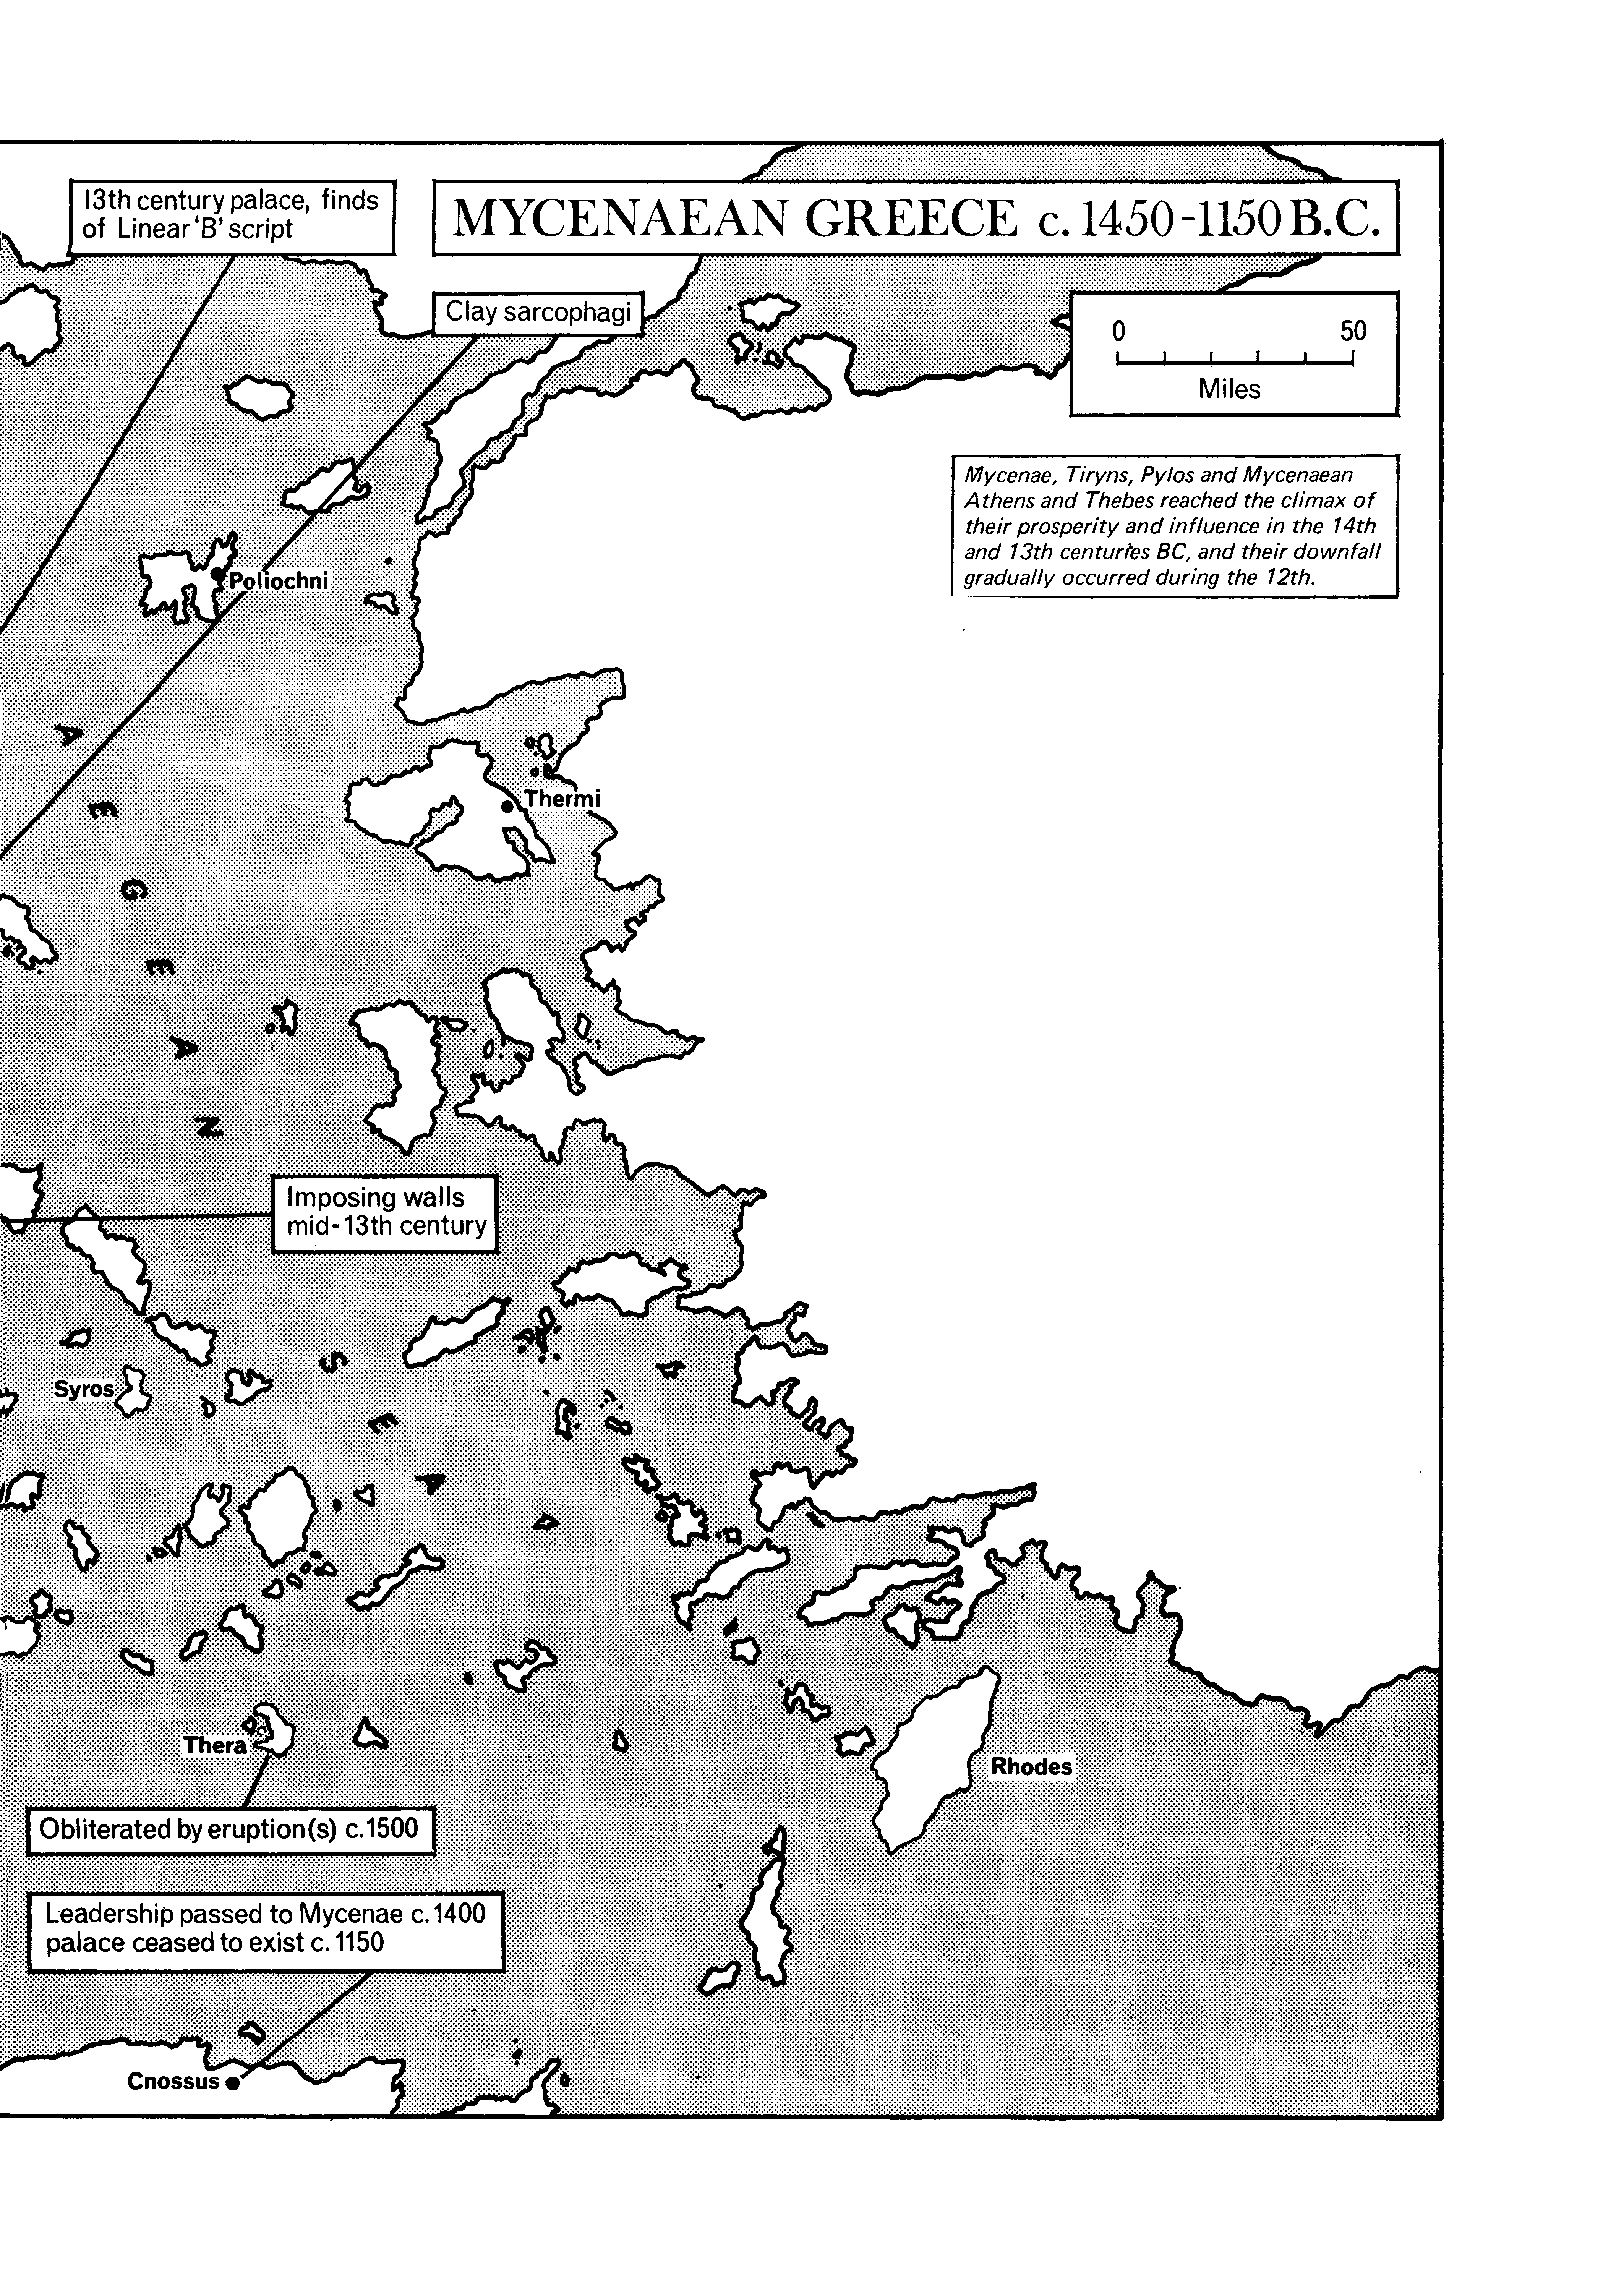 13th century palace, finds
of Linear 'B' script
MYCENAEAN GREECE c. 1450-1150 B.C.
Clay sarcophagi
0 50
Miles
Mycenae, Tiryns, Pylos and Mycenaean
Athens and Thebes reached the climax of
their prosperity and influence in the 14th
and 13th centuries BC, and their downfall
gradually occurred during the 12th.
Poliochni
Thermi
AEGEAN SEA
Imposing walls
mid-13th century
Syros
Thera
Rhodes
Obliterated by eruption(s) c.1500
Leadership passed to Mycenae c.1400
palace ceased to exist c.1150
Cnossus